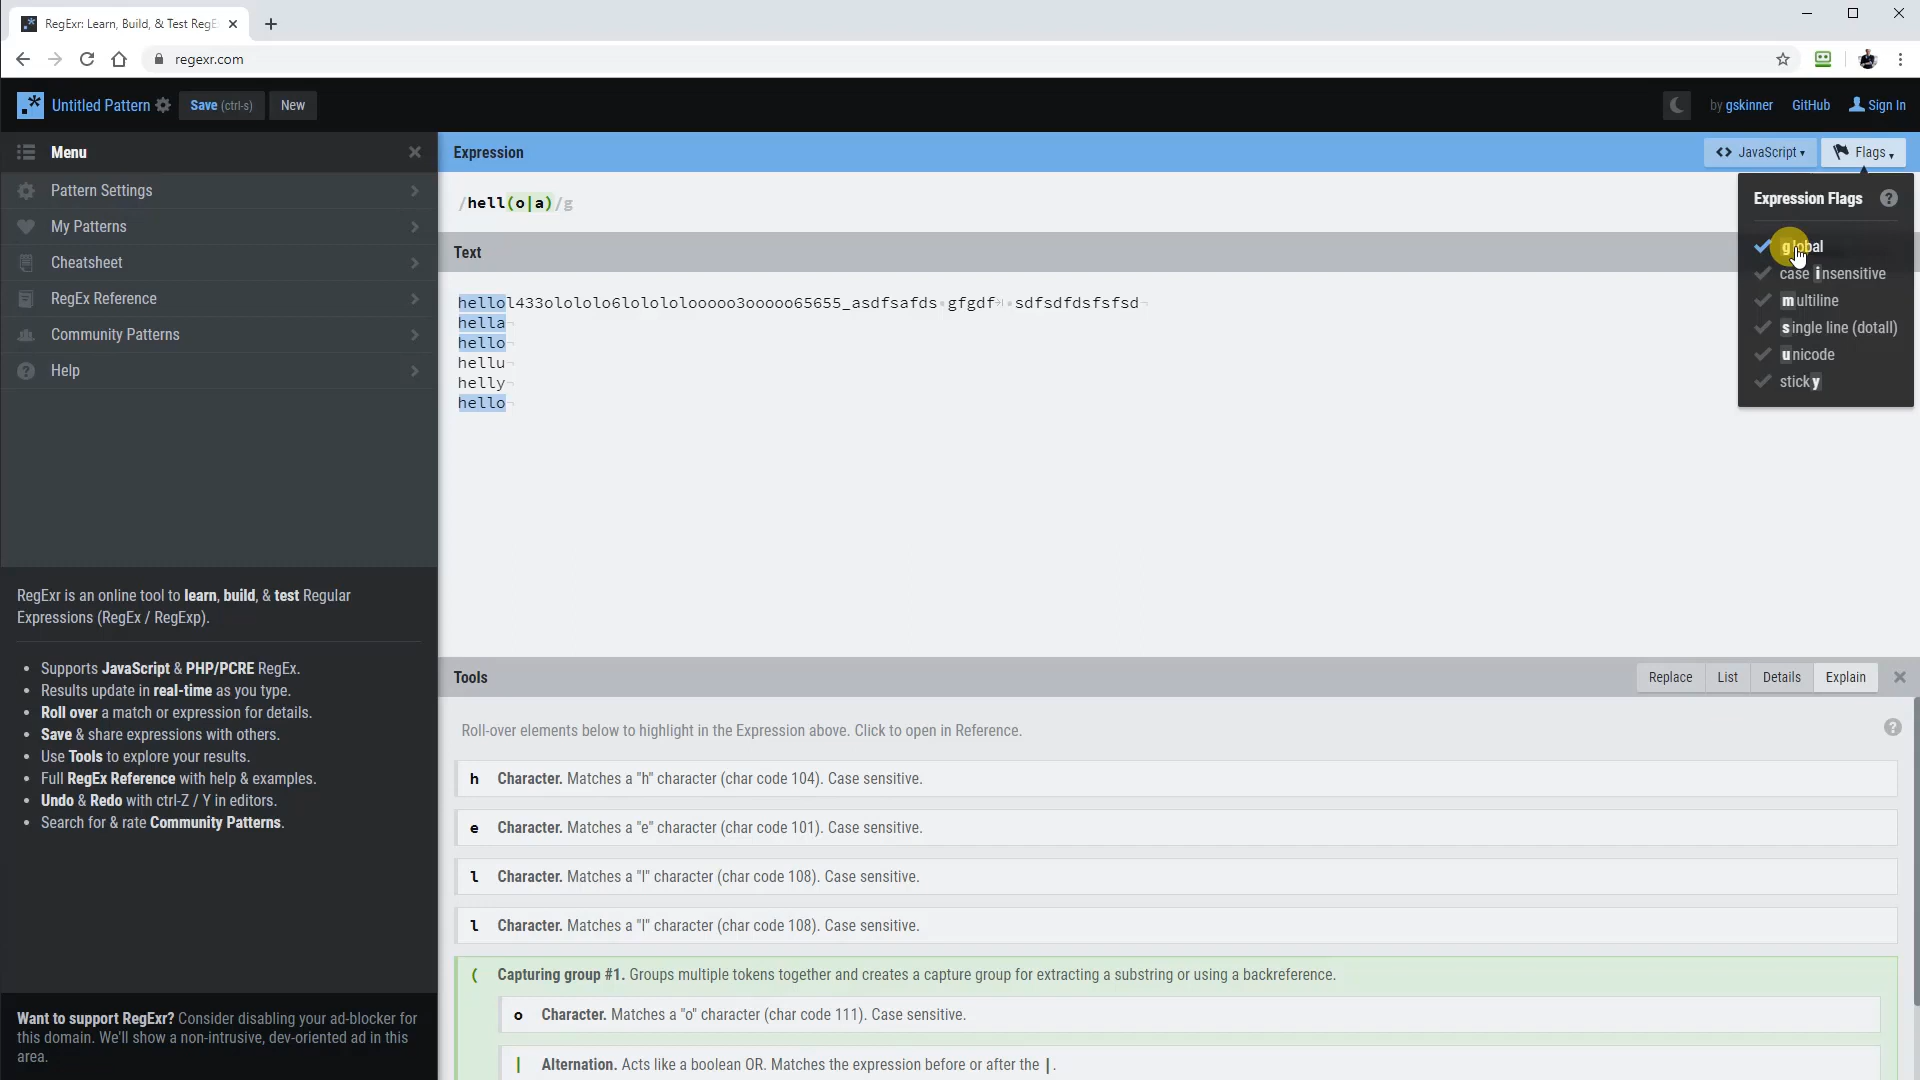 RegExr: Learn, Build, & Test RegE
regexr.com
Untitled Pattern
Save (ctrl-s)
New
by gskinner
GitHub
Sign In
Menu
Pattern Settings
My Patterns
Cheatsheet
RegEx Reference
Community Patterns
Help
RegExr is an online tool to learn, build, & test Regular
Expressions (RegEx / RegExp).
Supports JavaScript & PHP/PCRE RegEx.
Results update in real-time as you type.
Roll over a match or expression for details.
Save & share expressions with others.
Use Tools to explore your results.
Full RegEx Reference with help & examples.
Undo & Redo with ctrl-Z / Y in editors.
Search for & rate Community Patterns.
Want to support RegExr? Consider disabling your ad-blocker for
this domain. We'll show a non-intrusive, dev-oriented ad in this
area.
Expression
<> JavaScript
Flags
/hell(o|a)/g
Text
hellol433olololo6lolololooooo3ooooo65655_asdfsafds gfgdf sdfsdfdsfsfsd
hella
hello
hellu
helly
hello
Expression Flags
global
case insensitive
multiline
single line (dotall)
unicode
sticky
Tools
Replace
List
Details
Explain
Roll-over elements below to highlight in the Expression above. Click to open in Reference.
h Character. Matches a "h" character (char code 104). Case sensitive.
e Character. Matches a "e" character (char code 101). Case sensitive.
l Character. Matches a "l" character (char code 108). Case sensitive.
l Character. Matches a "l" character (char code 108). Case sensitive.
( Capturing group #1. Groups multiple tokens together and creates a capture group for extracting a substring or using a backreference.
o Character. Matches a "o" character (char code 111). Case sensitive.
| Alternation. Acts like a boolean OR. Matches the expression before or after the |.